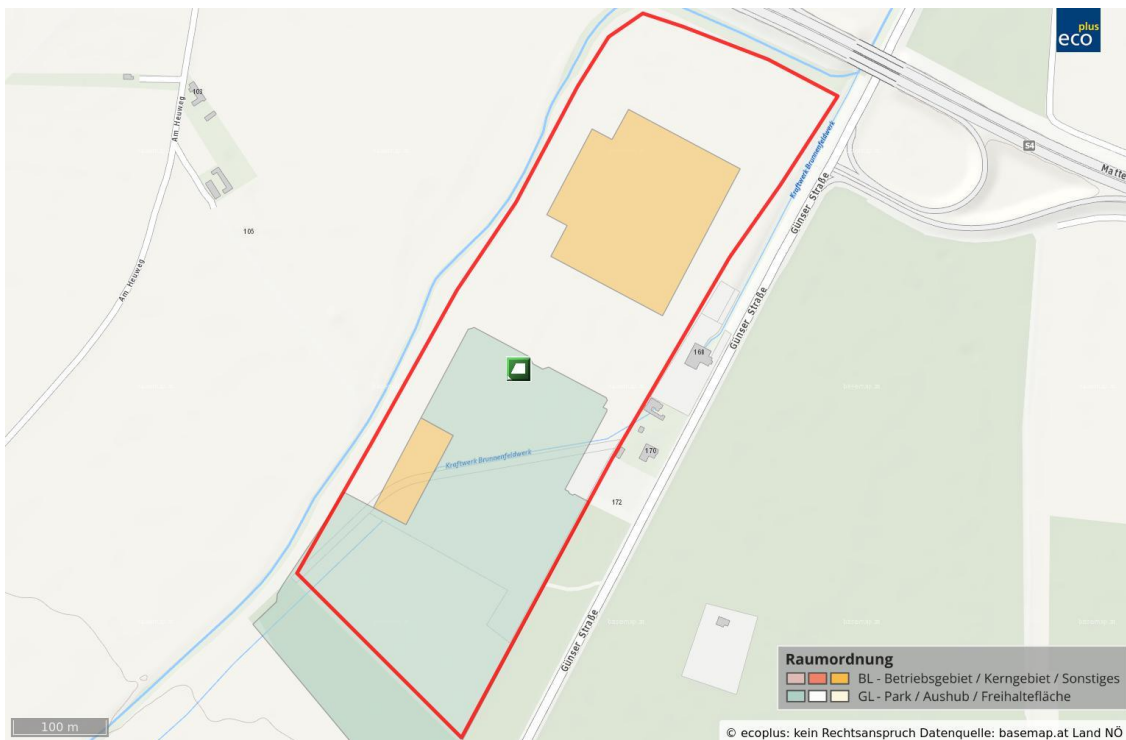 eco plus
103
Am Heuweg
105
Am Heuweg
Kraftwerk Brunnenfeldwerk
Günser Straße
S4
Matte
Günser Straße
168
Kraftwerk Brunnenfeldwerk
170
172
Günser Straße
Raumordnung
BL - Betriebsgebiet / Kerngebiet / Sonstiges
GL - Park / Aushub / Freihaltefläche
100 m
© ecoplus: kein Rechtsanspruch Datenquelle: basemap.at Land NÖ